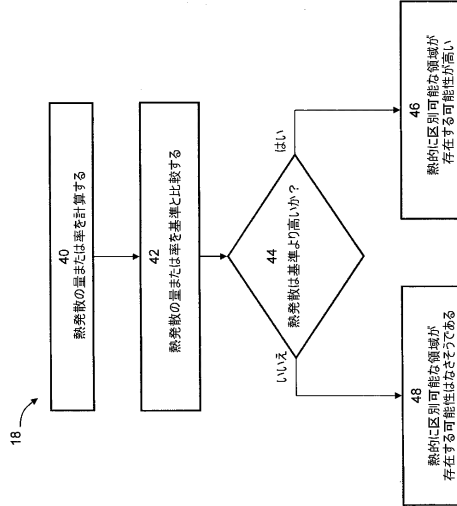 18
40
熱発散の量または率を計算する
42
熱発散の量または率を基準と比較する
44
熱発散は基準より高いか?
いいえ
はい
48
熱的に区別可能な領域が
存在する可能性はなさそうである
46
熱的に区別可能な領域が
存在する可能性が高い